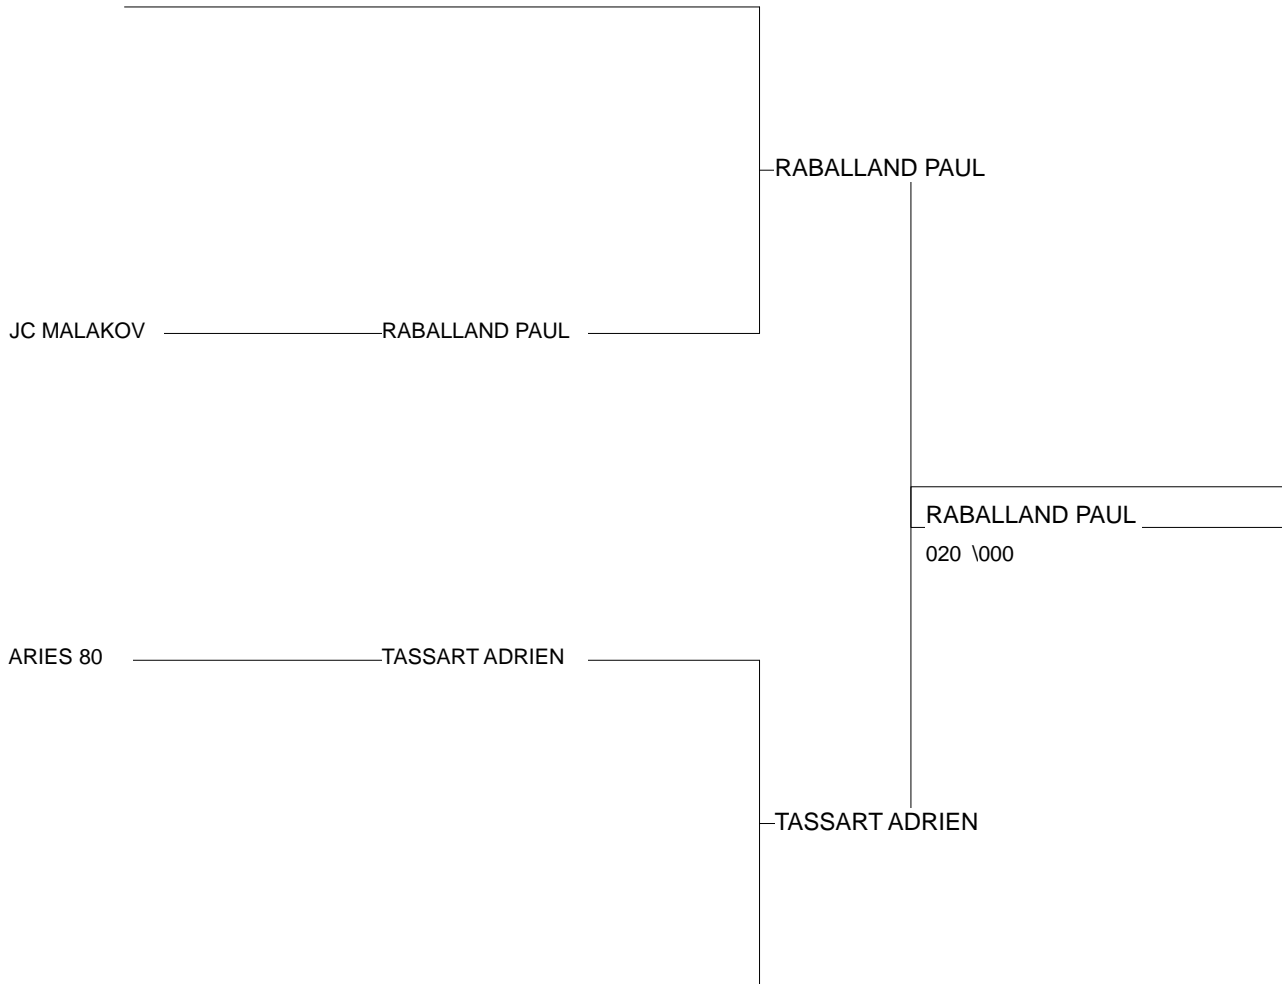 RABALLAND PAUL
JC MALAKOV RABALLAND PAUL
RABALLAND PAUL
020 \000
ARIES 80 TASSART ADRIEN
TASSART ADRIEN